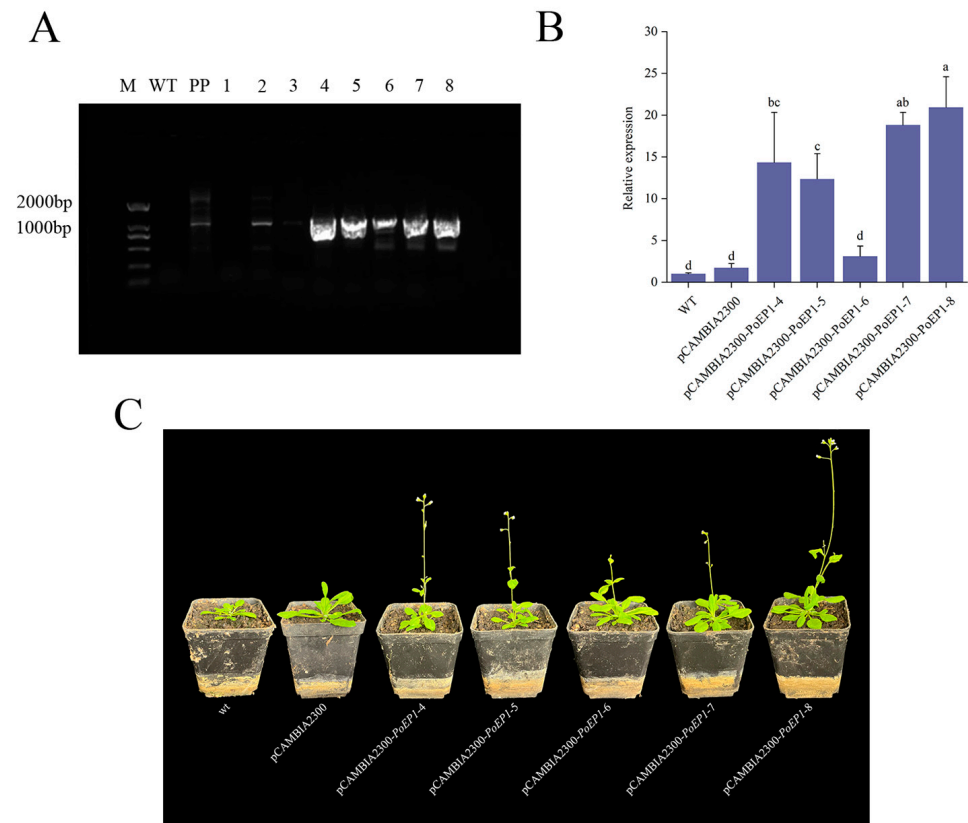 A
M WT PP 1 2 3 4 5 6 7 8
2000bp
1000bp
B
Relative expression
30
25
20
15
10
5
0
d
d
bc
c
d
ab
a
WT
pCAMBIA2300
pCAMBIA2300-PoEP1-4
pCAMBIA2300-PoEP1-5
pCAMBIA2300-PoEP1-6
pCAMBIA2300-PoEP1-7
pCAMBIA2300-PoEP1-8
C
wt
pCAMBIA2300
pCAMBIA2300-PoEP1-4
pCAMBIA2300-PoEP1-5
pCAMBIA2300-PoEP1-6
pCAMBIA2300-PoEP1-7
pCAMBIA2300-PoEP1-8